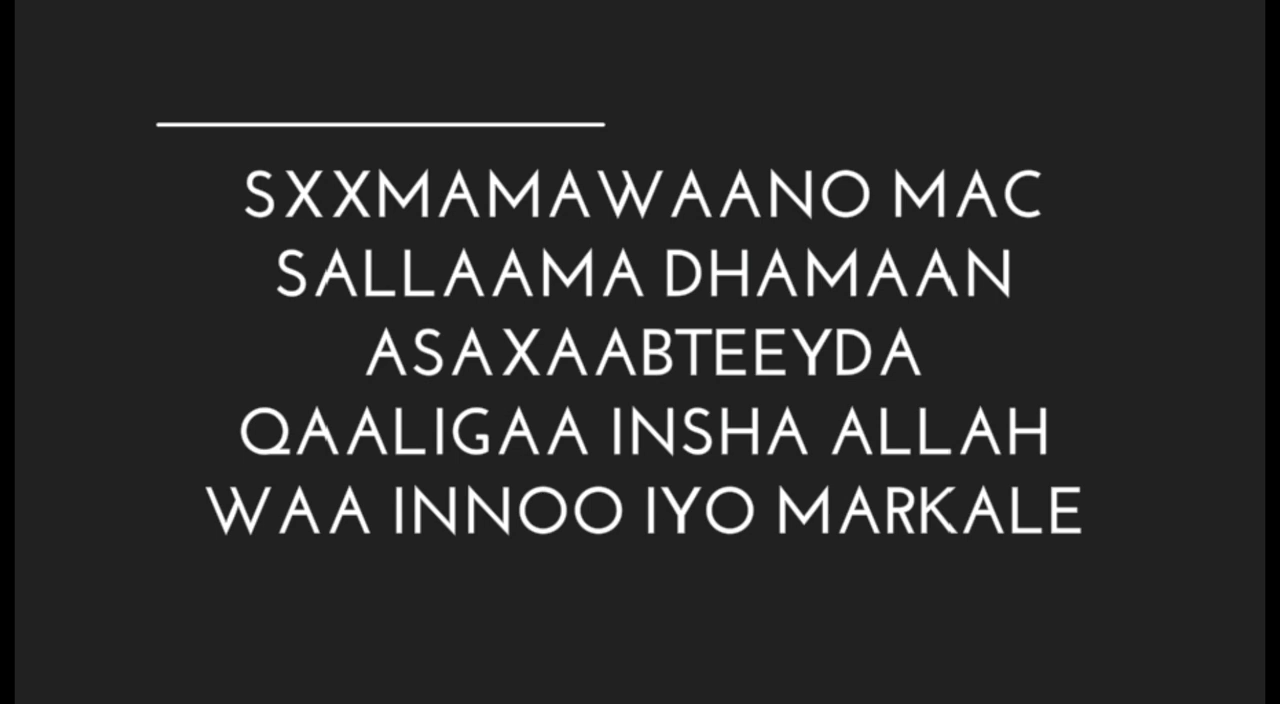 SXXMAMAWAANO MAC
SALLAAMA DHAMAAN
ASAXAABTEEYDA
QAALIGAA INSHA ALLAH
WAA INNOO IYO MARKALE